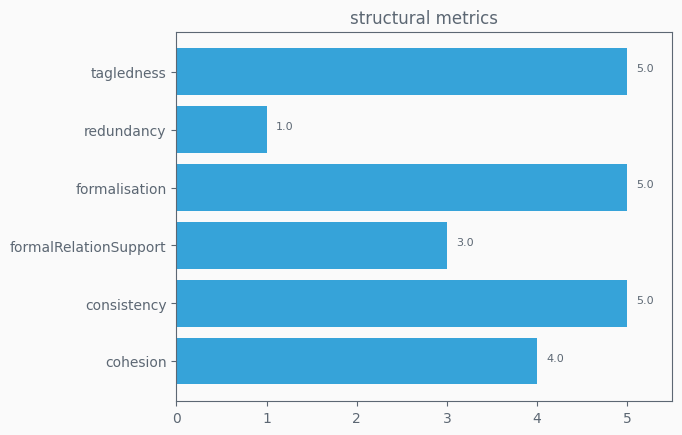 structural metrics
tagledness
5.0
redundancy
1.0
formalisation
5.0
formalRelationSupport
3.0
consistency
5.0
cohesion
4.0
0 1 2 3 4 5